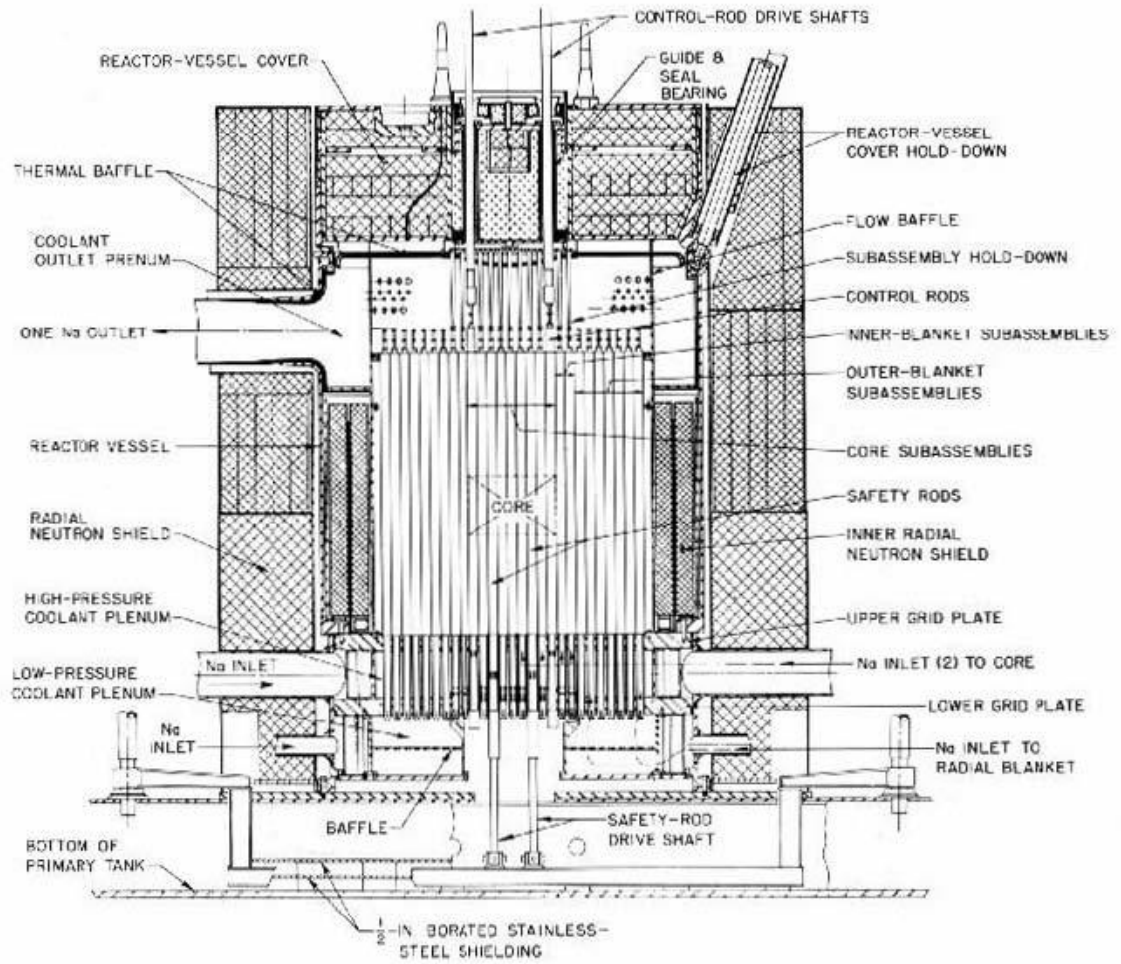 CONTROL-ROD DRIVE SHAFTS
REACTOR-VESSEL COVER
GUIDE &
SEAL
BEARING
REACTOR-VESSEL
COVER HOLD-DOWN
THERMAL BAFFLE
FLOW BAFFLE
COOLANT
OUTLET PRENUM
SUBASSEMBLY HOLD-DOWN
CONTROL RODS
ONE Na OUTLET
INNER-BLANKET SUBASSEMBLIES
OUTER-BLANKET
SUBASSEMBLIES
REACTOR VESSEL
CORE SUBASSEMBLIES
CORE
SAFETY RODS
RADIAL
NEUTRON SHIELD
INNER RADIAL
NEUTRON SHIELD
HIGH-PRESSURE
COOLANT PLENUM
UPPER GRID PLATE
Na INLET
Na INLET (2) TO CORE
LOW-PRESSURE
COOLANT PLENUM
LOWER GRID PLATE
Na
INLET
Na INLET TO
RADIAL BLANKET
BAFFLE
SAFETY-ROD
DRIVE SHAFT
BOTTOM OF
PRIMARY TANK
1/2-IN BORATED STAINLESS-
STEEL SHIELDING